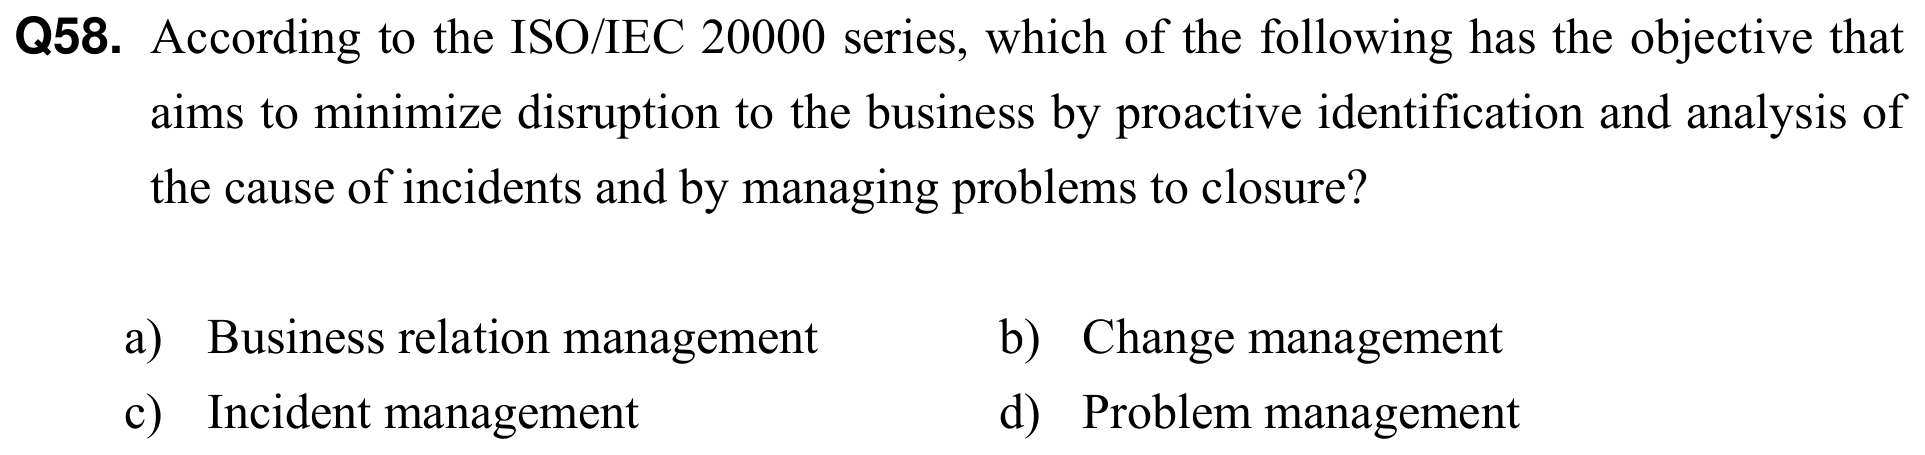 Q58. According to the ISO/IEC 20000 series, which of the following has the objective that
aims to minimize disruption to the business by proactive identification and analysis of
the cause of incidents and by managing problems to closure?
a) Business relation management b) Change management
c) Incident management d) Problem management